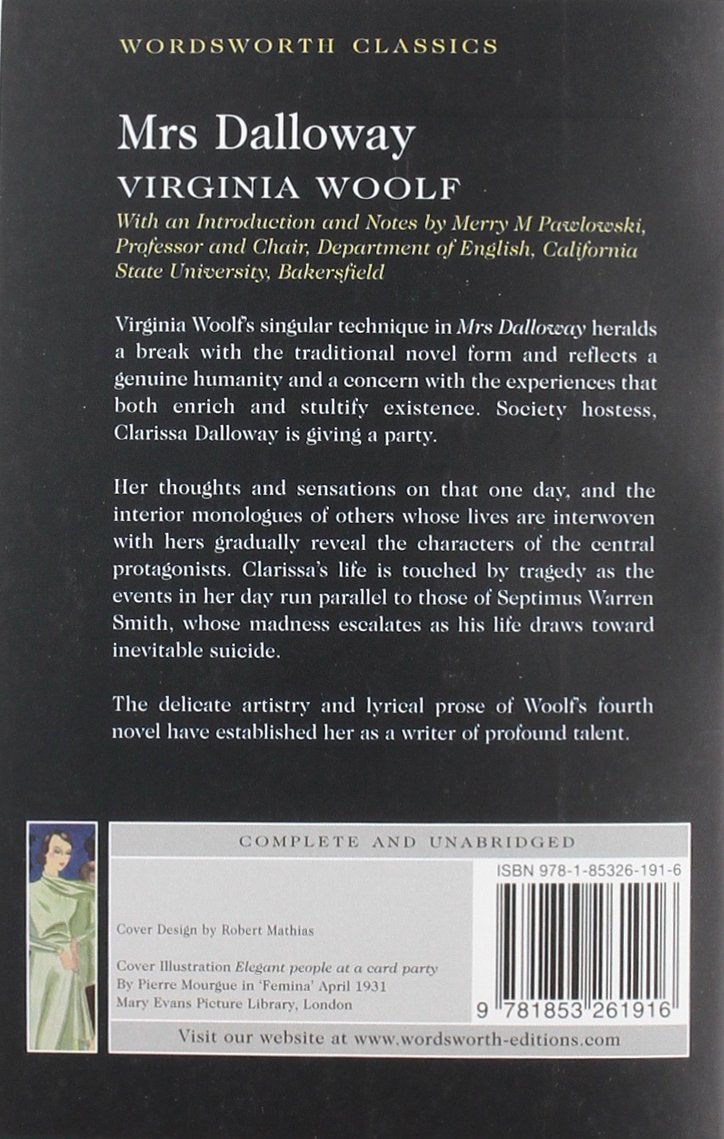 WORDSWORTH CLASSICS
Mrs Dalloway
VIRGINIA WOOLF
With an Introduction and Notes by Merry M Pawlowski,
Professor and Chair, Department of English, California
State University, Bakersfield
Virginia Woolf's singular technique in Mrs Dalloway heralds
a break with the traditional novel form and reflects a
genuine humanity and a concern with the experiences that
both enrich and stultify existence. Society hostess,
Clarissa Dalloway is giving a party.
Her thoughts and sensations on that one day, and the
interior monologues of others whose lives are interwoven
with hers gradually reveal the characters of the central
protagonists. Clarissa's life is touched by tragedy as the
events in her day run parallel to those of Septimus Warren
Smith, whose madness escalates as his life draws toward
inevitable suicide.
The delicate artistry and lyrical prose of Woolf's fourth
novel have established her as a writer of profound talent.
COMPLETE AND UNABRIDGED
ISBN 978-1-85326-191-6
Cover Design by Robert Mathias
Cover Illustration Elegant people at a card party
By Pierre Mourgue in 'Femina' April 1931
Mary Evans Picture Library, London
9 781853 261916
Visit our website at www.wordsworth-editions.com